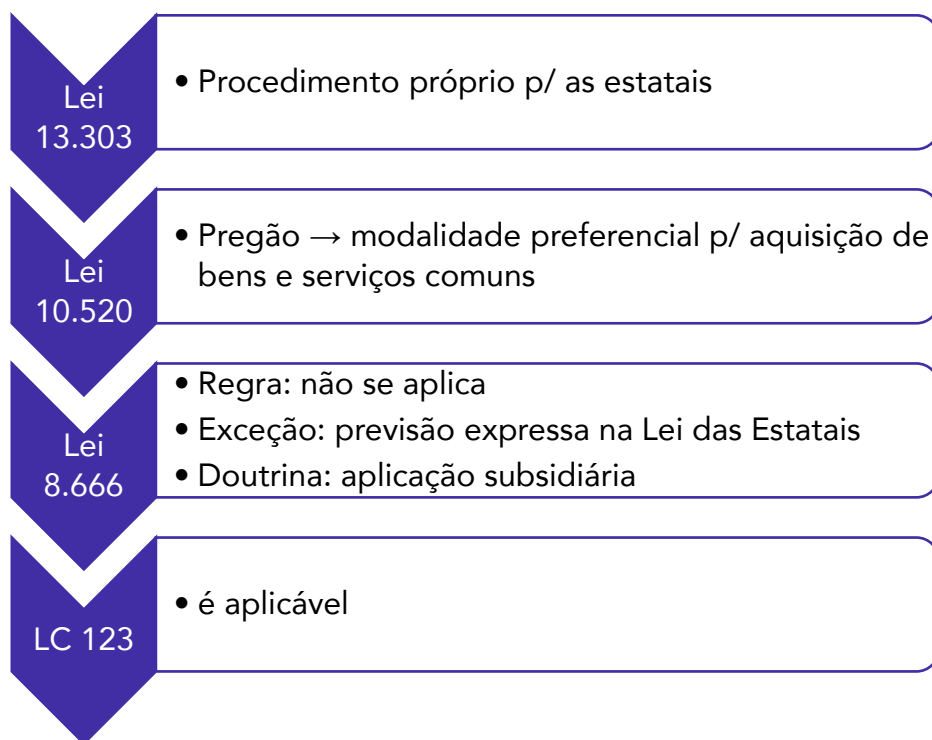 Lei
13.303
• Procedimento próprio p/ as estatais
Lei
10.520
• Pregão → modalidade preferencial p/ aquisição de
bens e serviços comuns
Lei
8.666
• Regra: não se aplica
• Exceção: previsão expressa na Lei das Estatais
• Doutrina: aplicação subsidiária
LC 123
• é aplicável